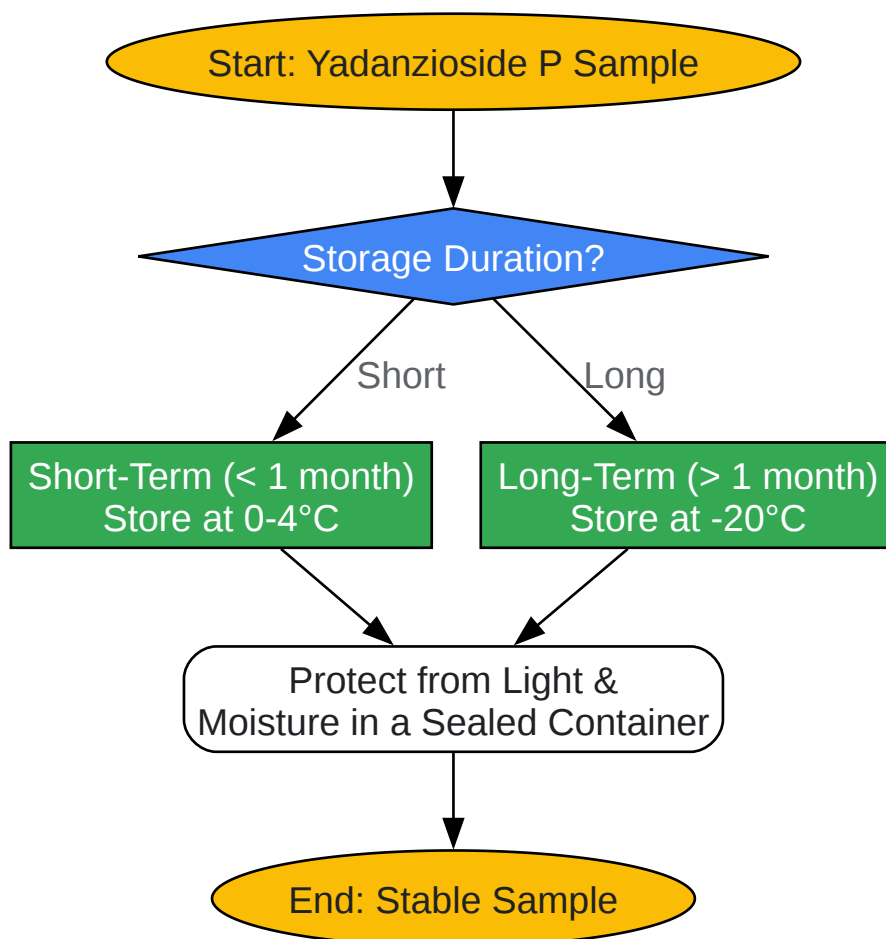 Start: Yadanzioside P Sample
Storage Duration?
Short
Long
Short-Term (< 1 month)
Store at 0-4°C
Long-Term (> 1 month)
Store at -20°C
Protect from Light &
Moisture in a Sealed Container
End: Stable Sample